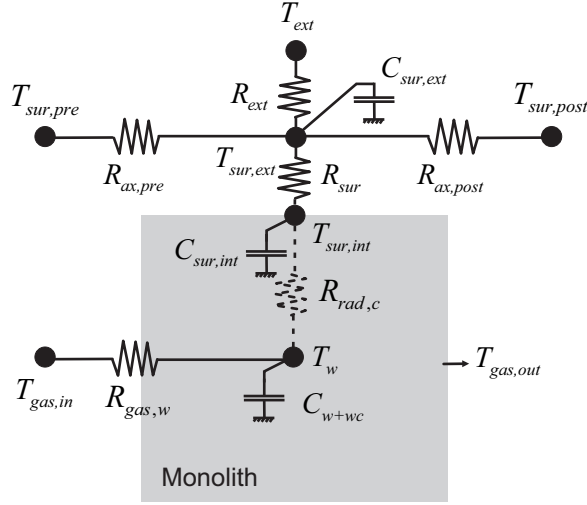 T_ext
C_sur,ext
R_ext
T_sur,pre
T_sur,post
R_ax,pre
T_sur,ext
R_sur
R_ax,post
T_sur,int
C_sur,int
R_rad,c
T_w
T_gas,out
T_gas,in
R_gas,w
C_w+wc
Monolith